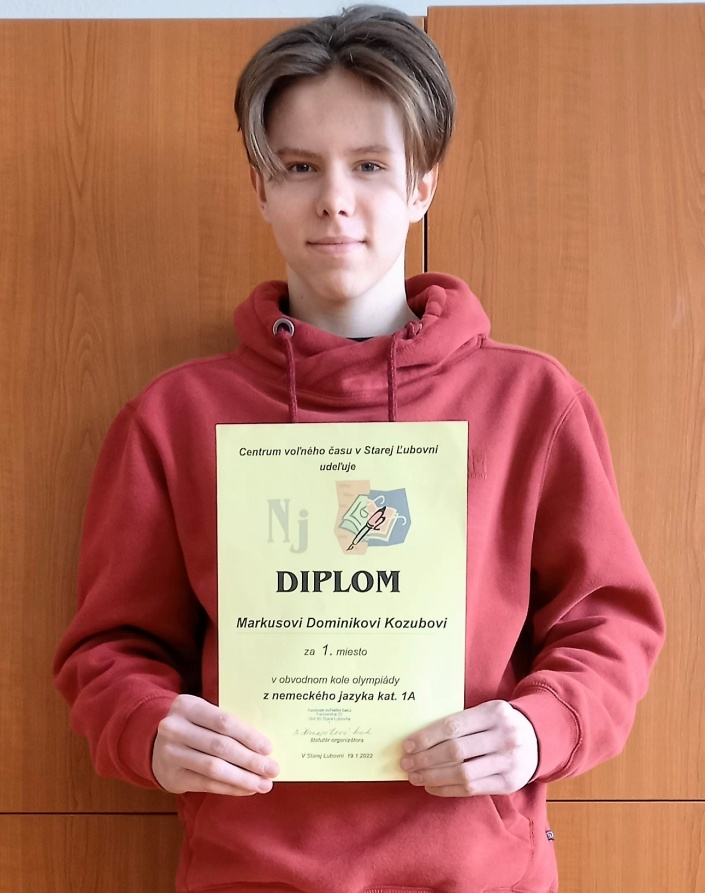 Centrum voľného času v Starej Ľubovni
udeľuje
Nj
DIPLOM
Markusovi Dominikovi Kozubovi
za 1. miesto
v obvodnom kole olympiády
z nemeckého jazyka kat. 1A
štatutár organizátora
V Starej Ľubovni 19.1.2022